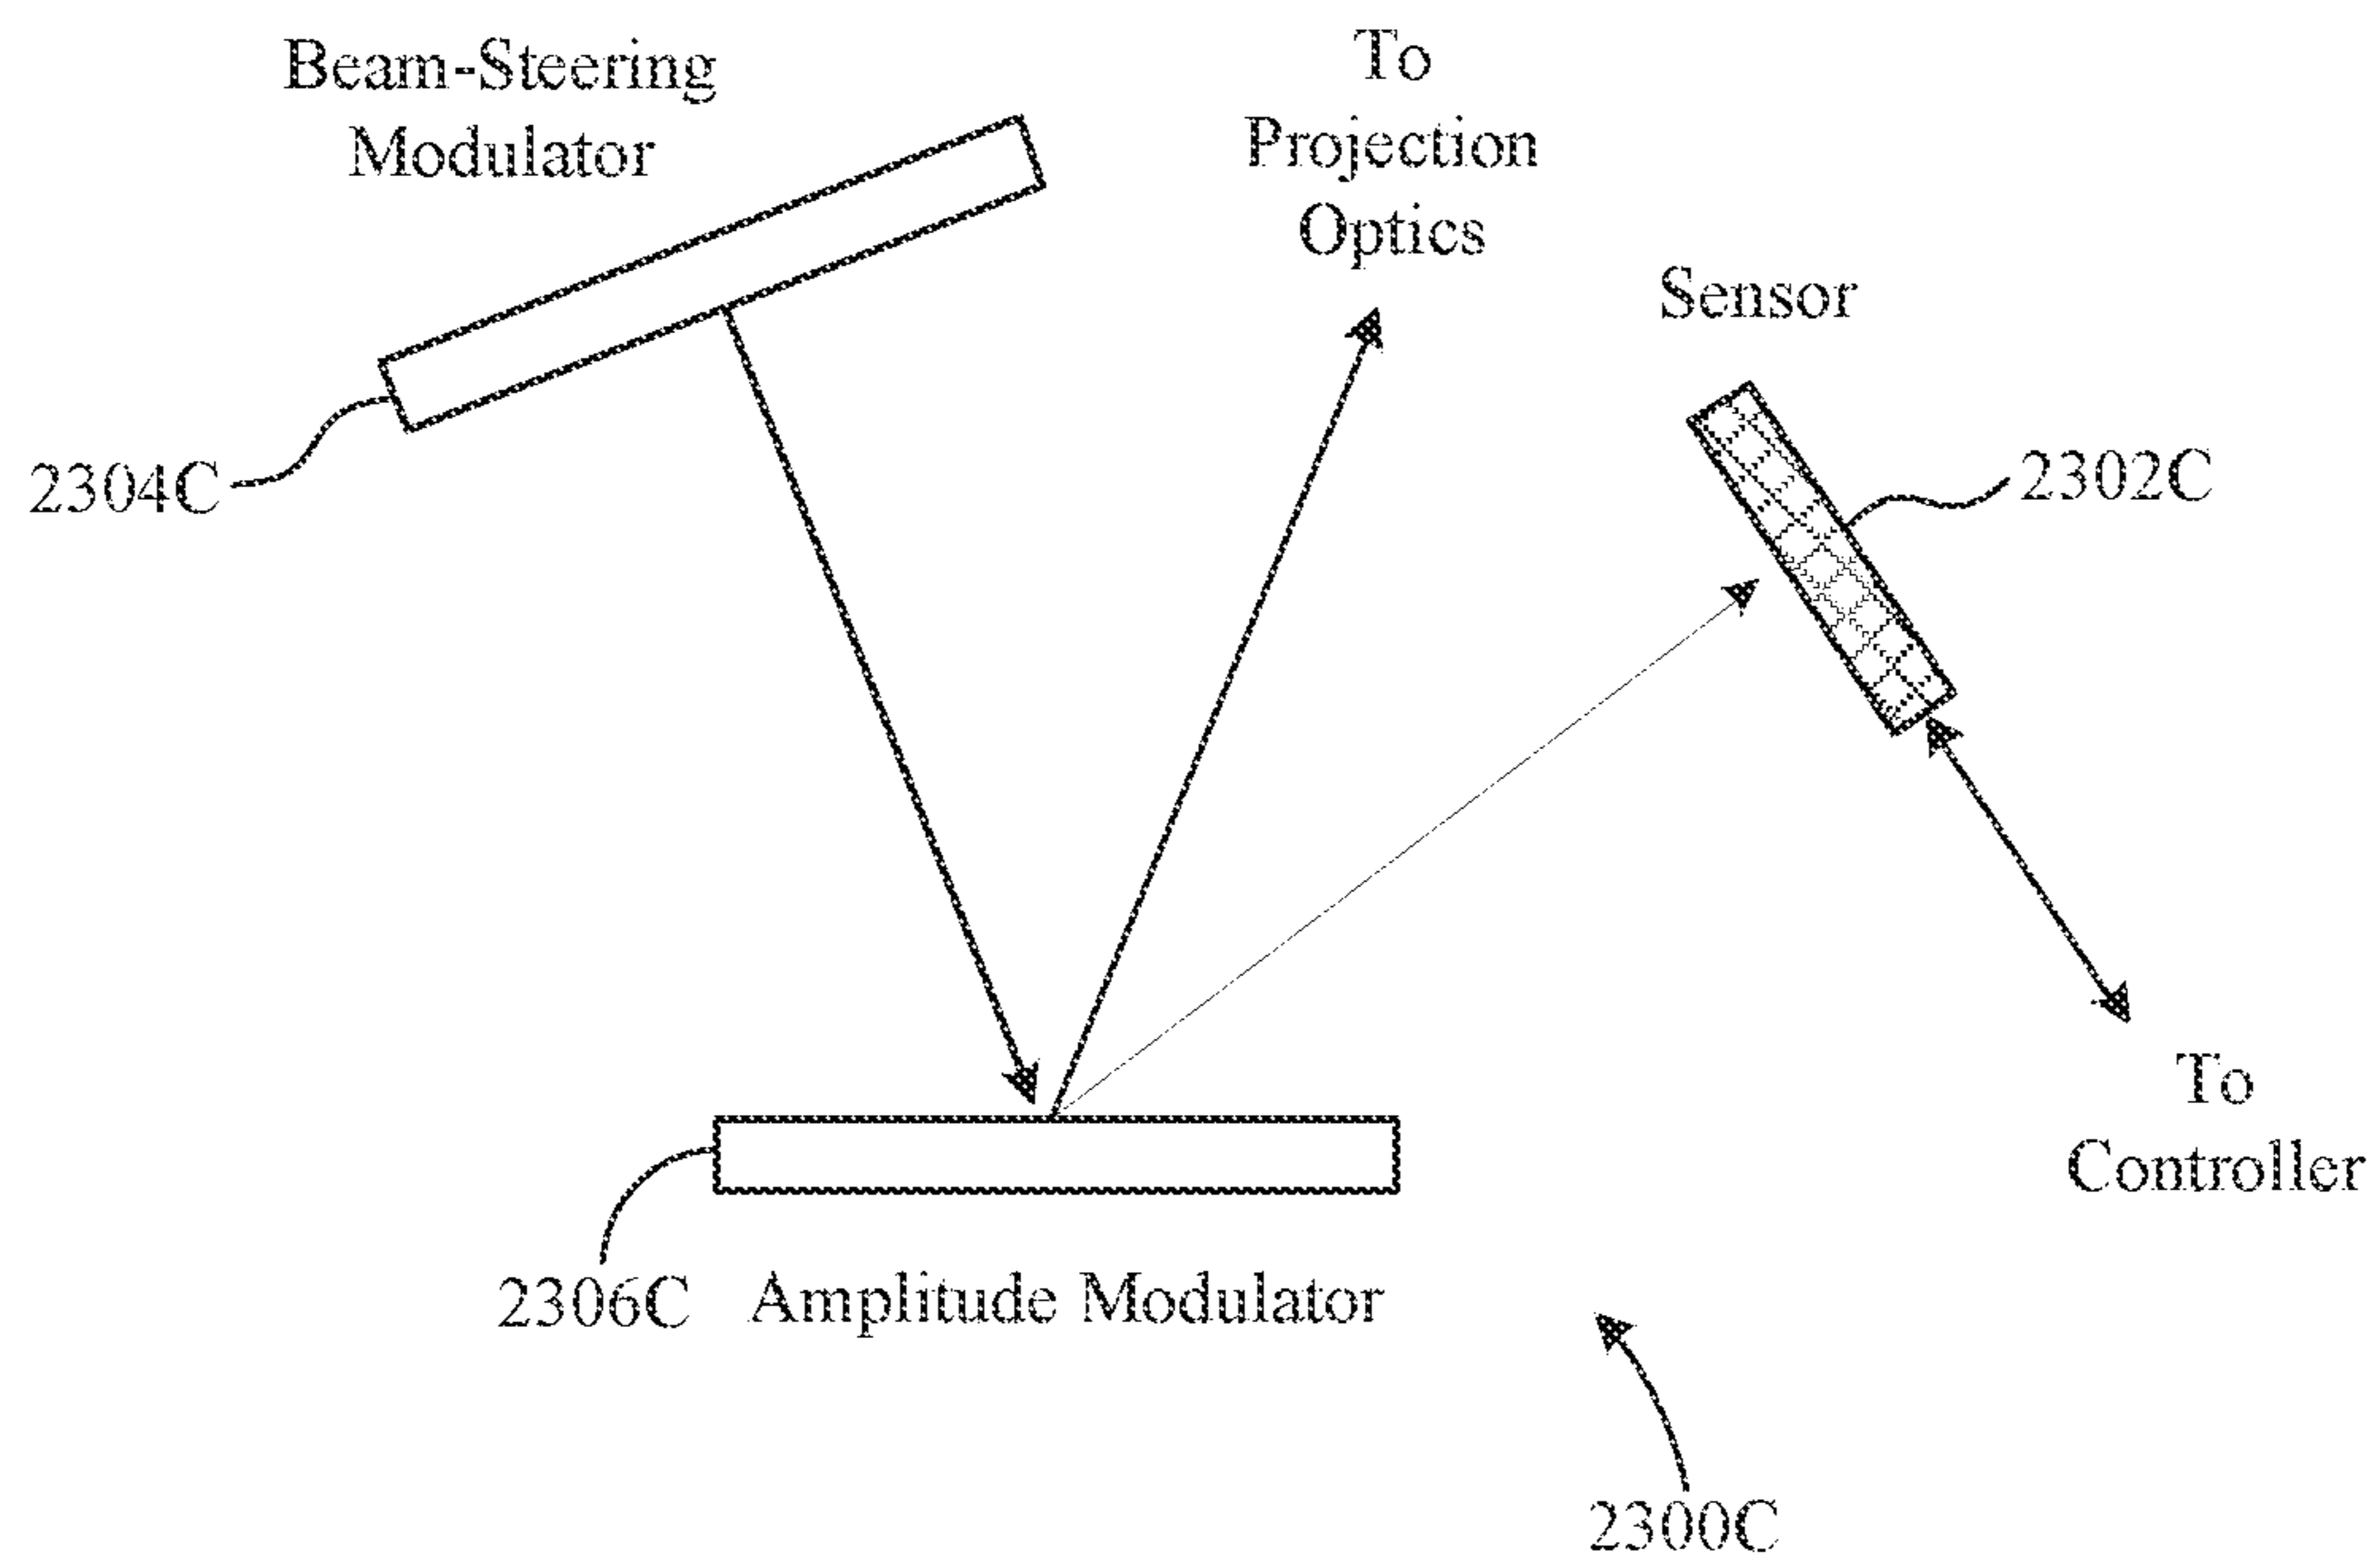 Beam-Steering
Modulator
To
Projection
Optics
Sensor
2304C
2302C
To
Controller
2306C
Amplitude Modulator
2300C